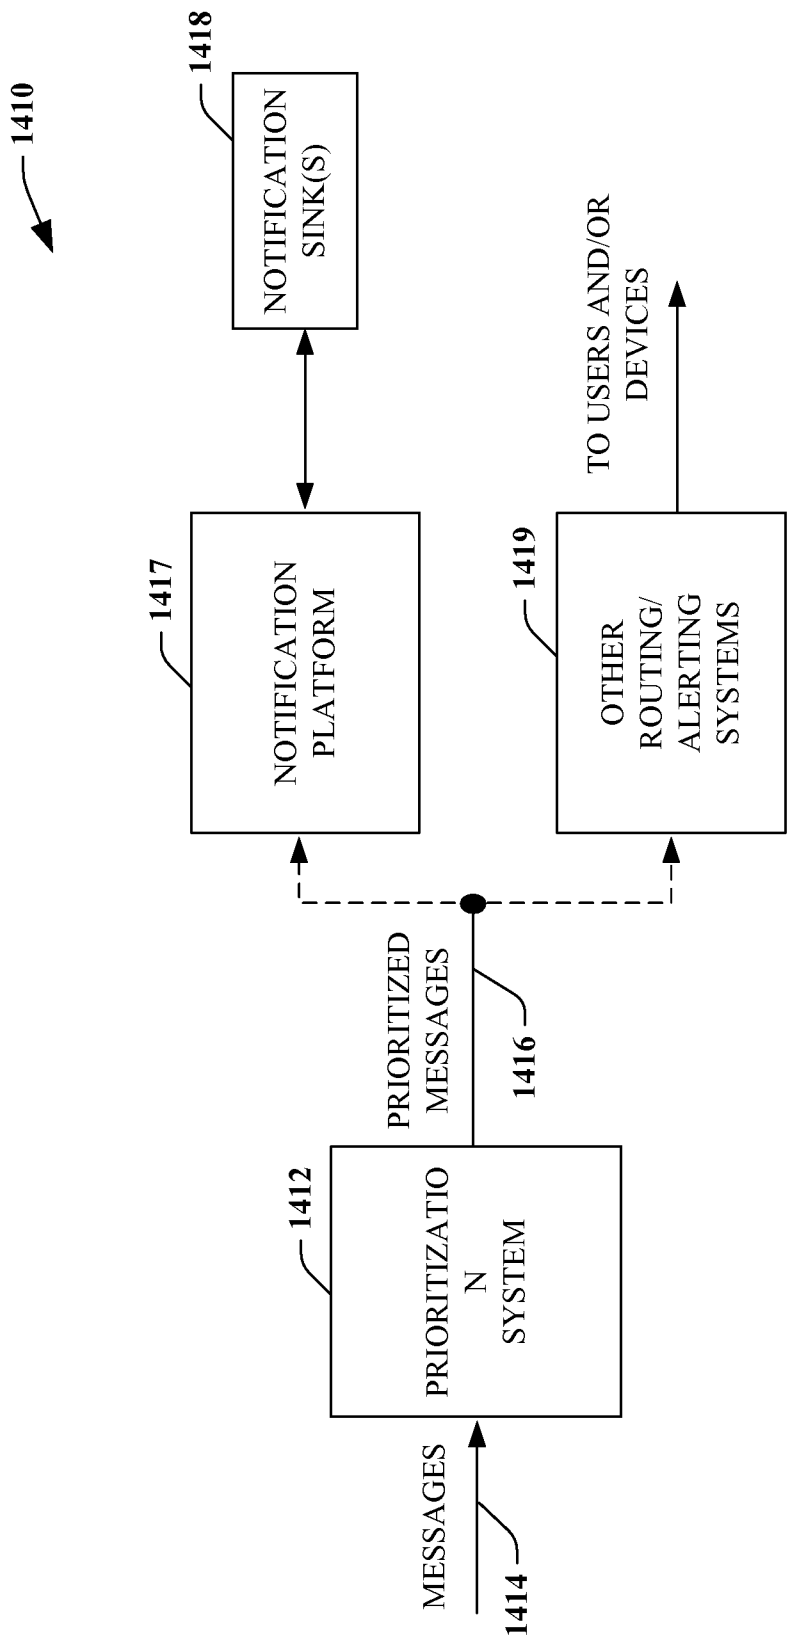 1410
1418
NOTIFICATION
SINK(S)
1417
NOTIFICATION
PLATFORM
TO USERS AND/OR
DEVICES
1419
OTHER
ROUTING/
ALERTING
SYSTEMS
PRIORITIZED
MESSAGES
1416
1412
PRIORITIZATIO
N
SYSTEM
MESSAGES
1414